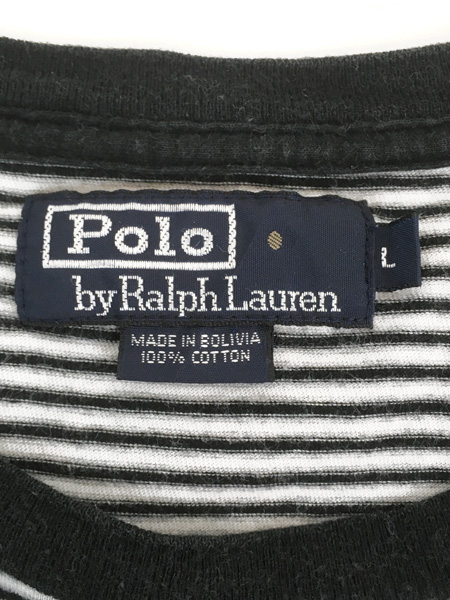 Polo
by Ralph Lauren
L
MADE IN BOLIVIA
100% COTTON